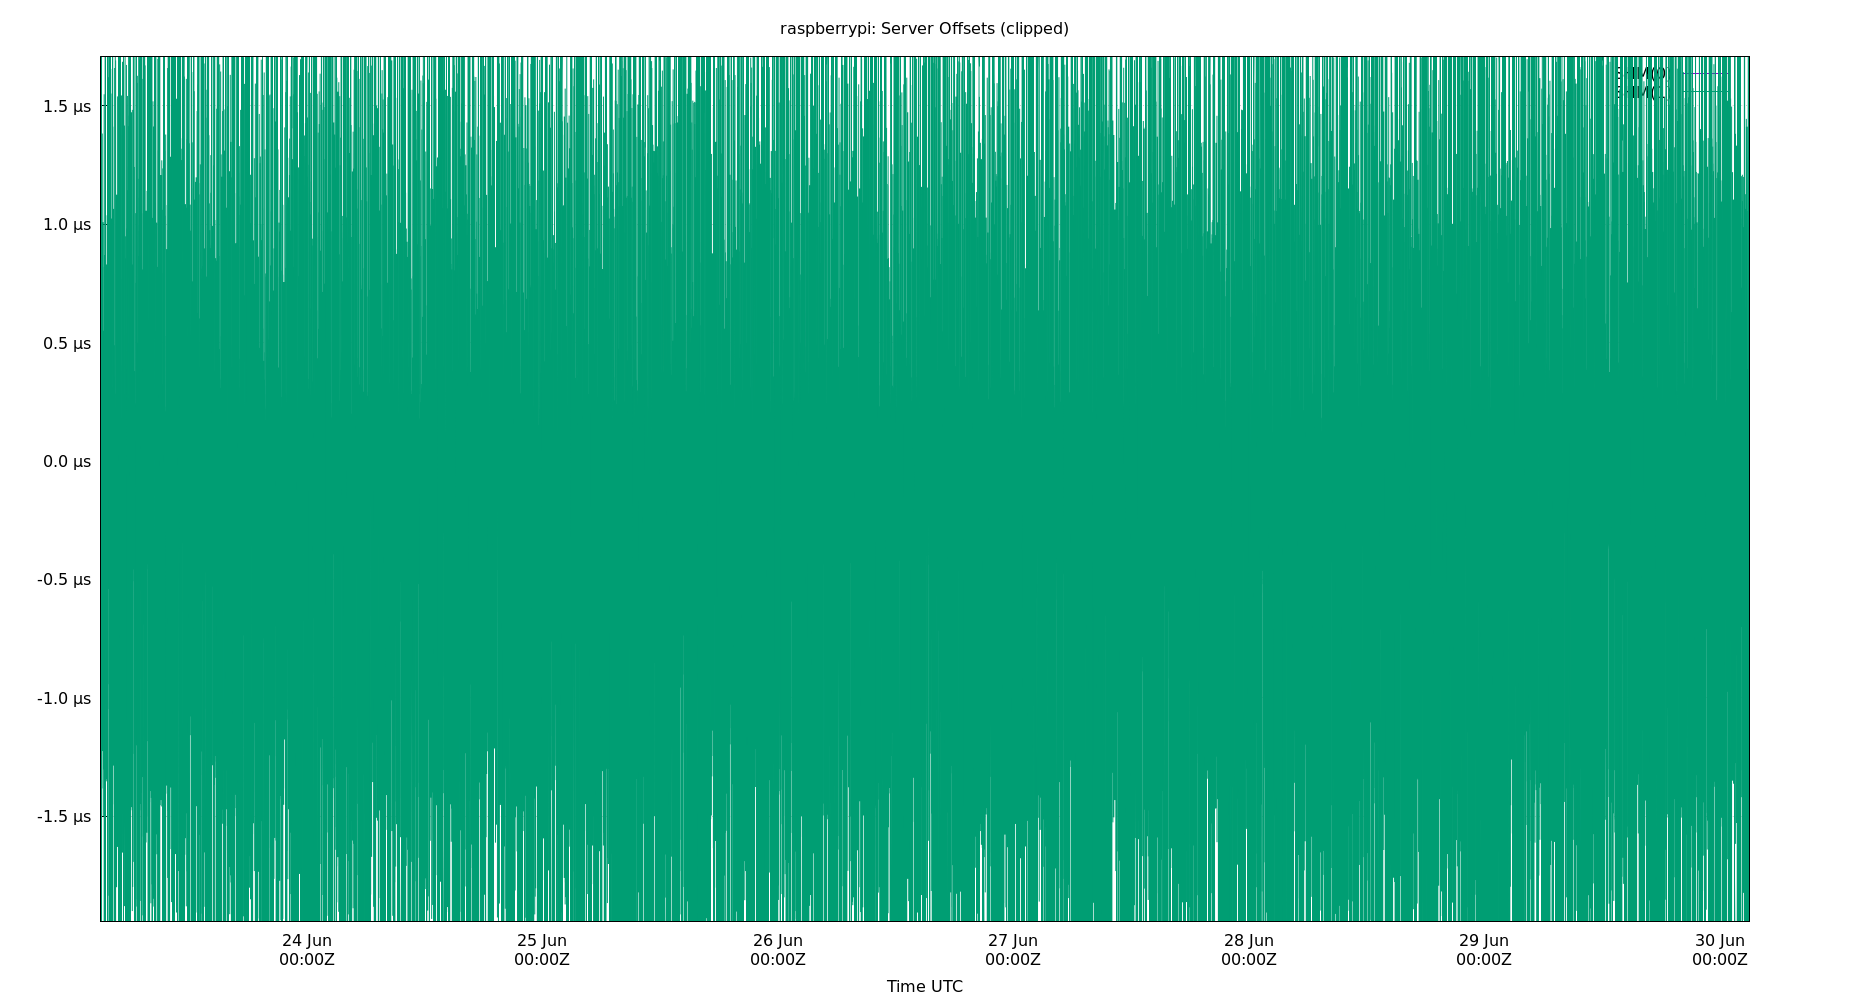 raspberrypi: Server Offsets (clipped)
SHM(0)
1.5 µs
1.0 µs
0.5 µs
0.0 µs
-0.5 µs
-1.0 µs
-1.5 µs
24 Jun 25 Jun 26 Jun 27 Jun 28 Jun 29 Jun 30 Jun
00:00Z 00:00Z 00:00Z 00:00Z 00:00Z 00:00Z 00:00Z
Time UTC